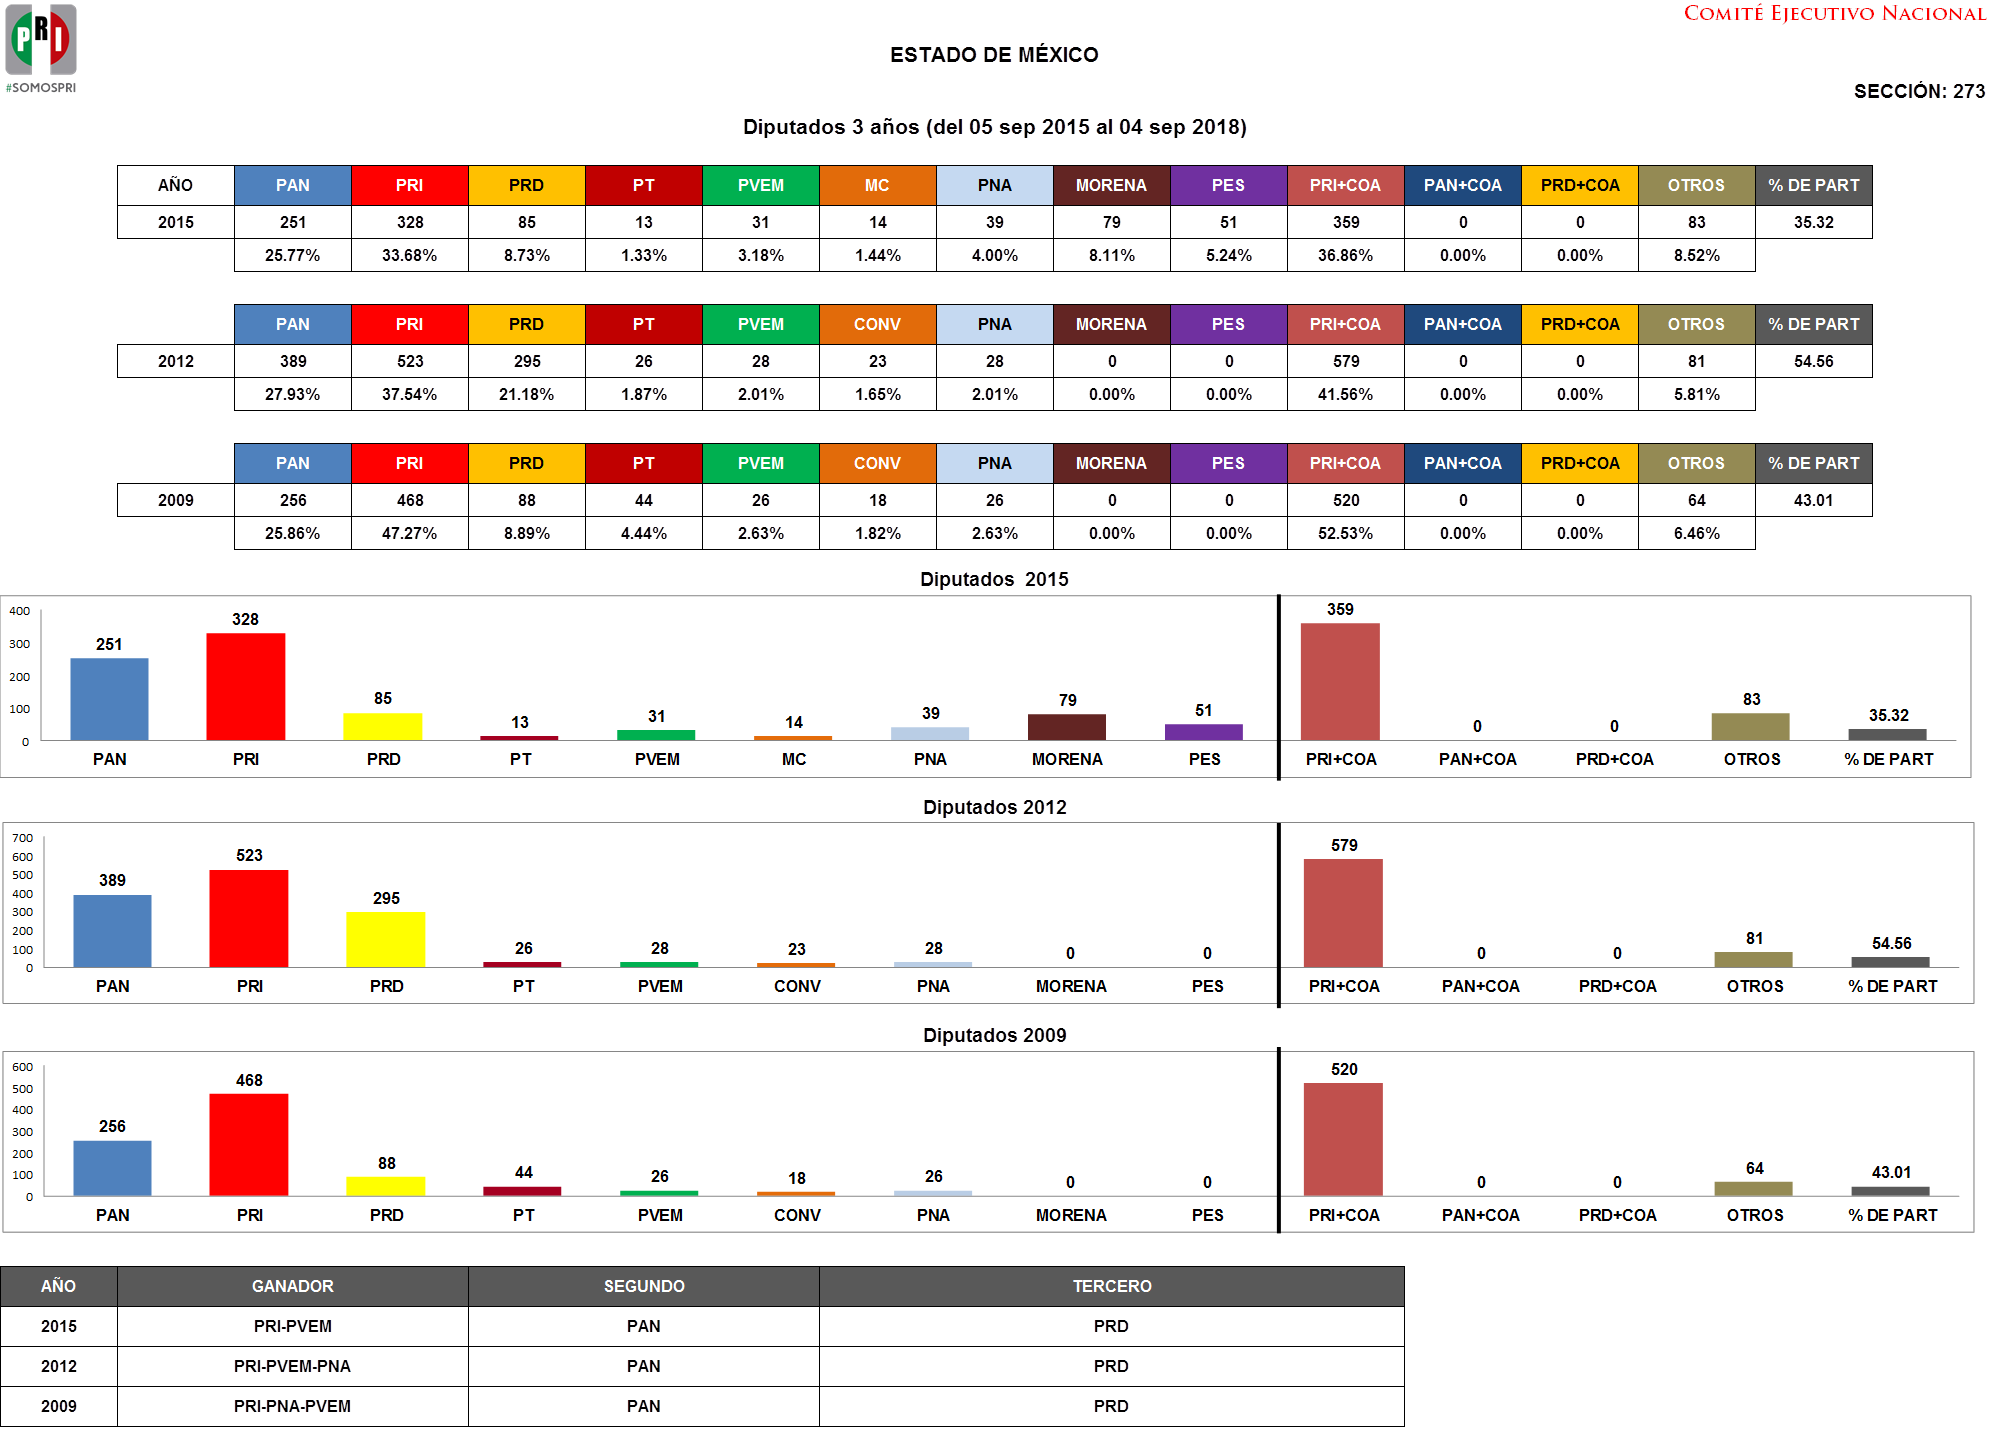 COMITÉ EJECUTIVO NACIONAL
PRI
#SOMOSPRI
ESTADO DE MÉXICO
SECCIÓN: 273
Diputados 3 años (del 05 sep 2015 al 04 sep 2018)
AÑO PAN PRI PRD PT PVEM MC PNA MORENA PES PRI+COA PAN+COA PRD+COA OTROS % DE PART
2015 251 328 85 13 31 14 39 79 51 359 0 0 83 35.32
25.77% 33.68% 8.73% 1.33% 3.18% 1.44% 4.00% 8.11% 5.24% 36.86% 0.00% 0.00% 8.52%
PAN PRI PRD PT PVEM CONV PNA MORENA PES PRI+COA PAN+COA PRD+COA OTROS % DE PART
2012 389 523 295 26 28 23 28 0 0 579 0 0 81 54.56
27.93% 37.54% 21.18% 1.87% 2.01% 1.65% 2.01% 0.00% 0.00% 41.56% 0.00% 0.00% 5.81%
PAN PRI PRD PT PVEM CONV PNA MORENA PES PRI+COA PAN+COA PRD+COA OTROS % DE PART
2009 256 468 88 44 26 18 26 0 0 520 0 0 64 43.01
25.86% 47.27% 8.89% 4.44% 2.63% 1.82% 2.63% 0.00% 0.00% 52.53% 0.00% 0.00% 6.46%
Diputados 2015
400
300
200
100
0
251 328 85 13 31 14 39 79 51 359 0 0 83 35.32
PAN PRI PRD PT PVEM MC PNA MORENA PES PRI+COA PAN+COA PRD+COA OTROS % DE PART
Diputados 2012
700
600
500
400
300
200
100
0
389 523 295 26 28 23 28 0 0 579 0 0 81 54.56
PAN PRI PRD PT PVEM CONV PNA MORENA PES PRI+COA PAN+COA PRD+COA OTROS % DE PART
Diputados 2009
600
500
400
300
200
100
0
256 468 88 44 26 18 26 0 0 520 0 0 64 43.01
PAN PRI PRD PT PVEM CONV PNA MORENA PES PRI+COA PAN+COA PRD+COA OTROS % DE PART
AÑO GANADOR SEGUNDO TERCERO
2015 PRI-PVEM PAN PRD
2012 PRI-PVEM-PNA PAN PRD
2009 PRI-PNA-PVEM PAN PRD